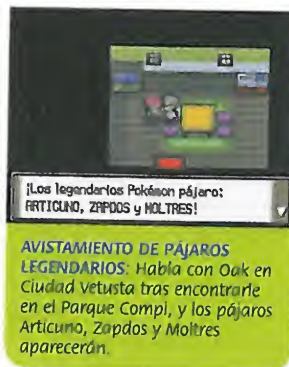 ¡Los legendarios Pokémon pájaro:
ARTICUNO, ZAPDOS y MOLTRES!
AVISTAMIENTO DE PÁJAROS
LEGENDARIOS: Habla con Oak en
Ciudad Vetusta tras encontrarle
en el Parque Compi, y los pájaros
Articuno, Zapdos y Moltres
aparecerán.